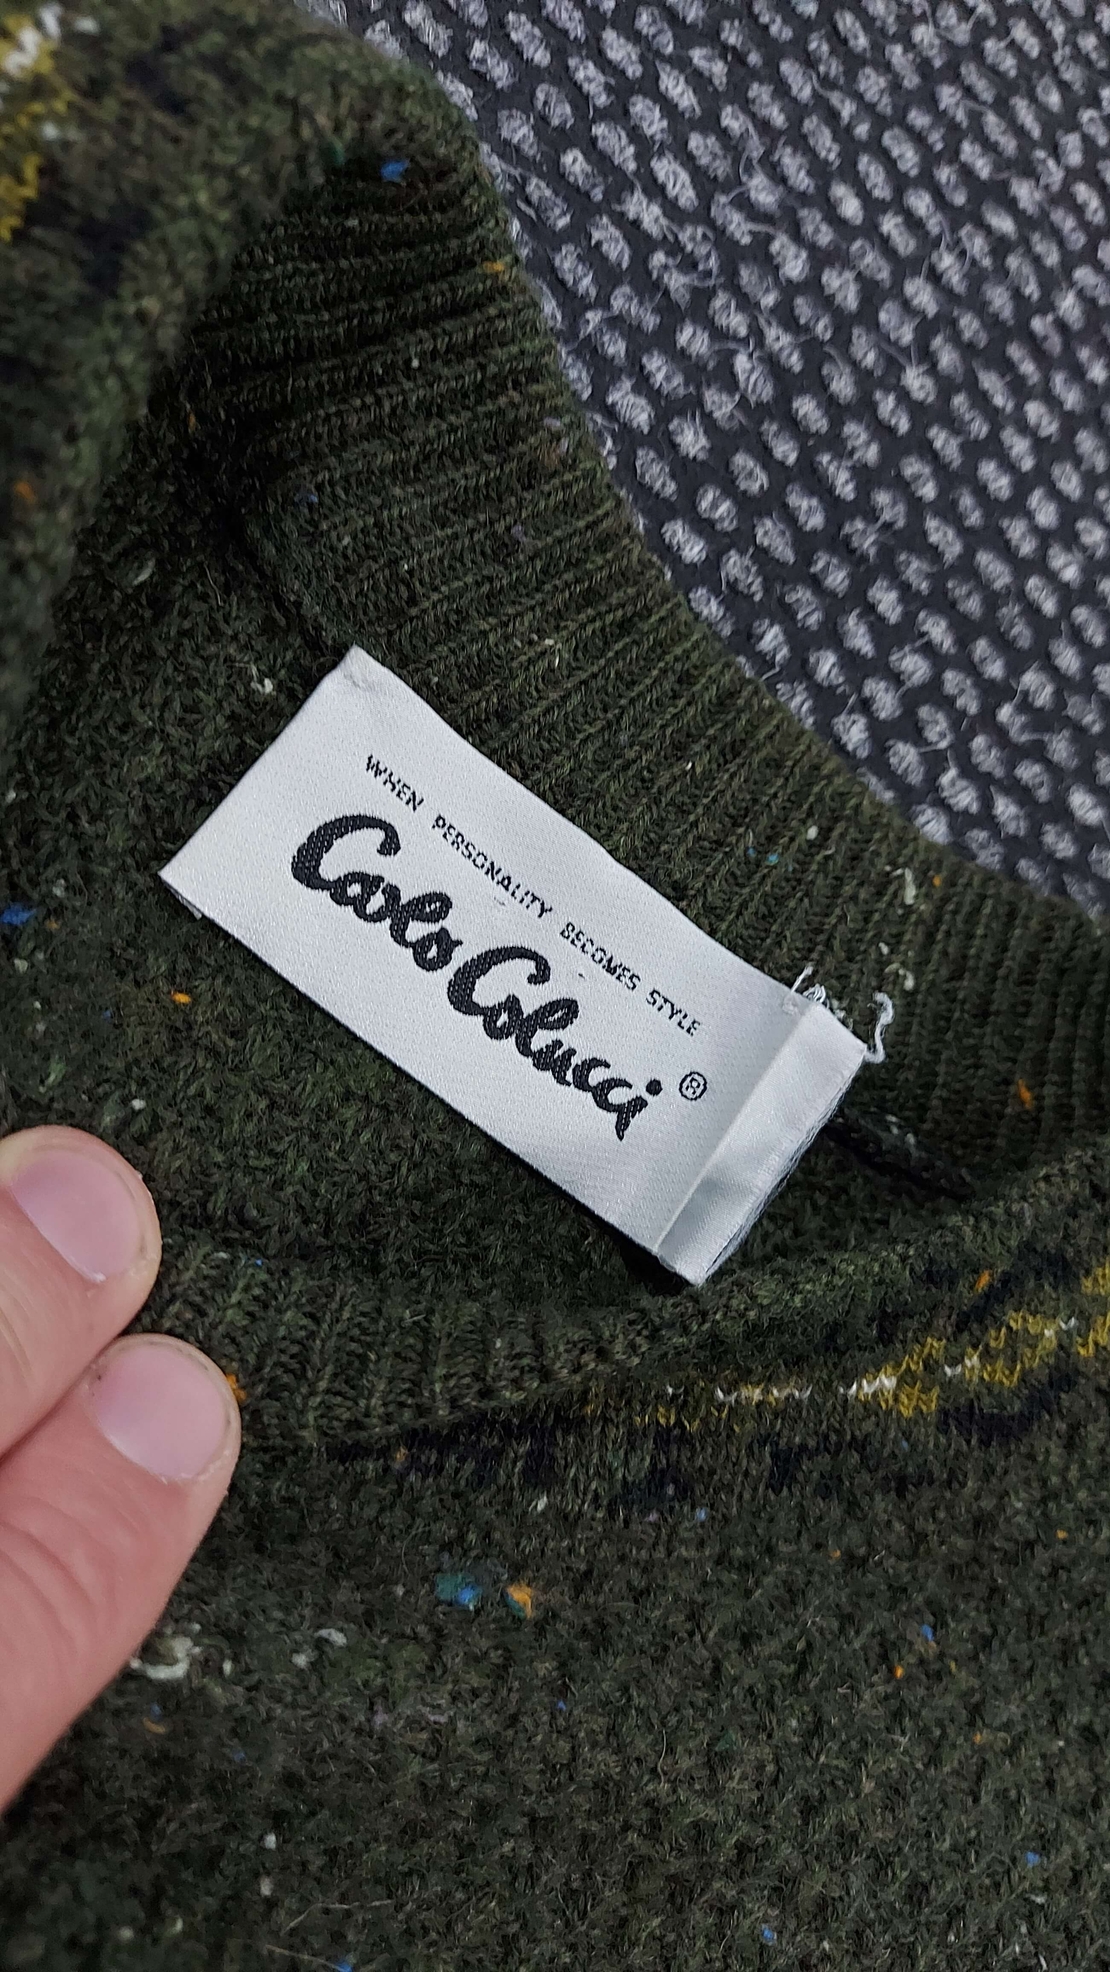 WHEN PERSONALITY BECOMES STYLE
Carlo Colucci ®